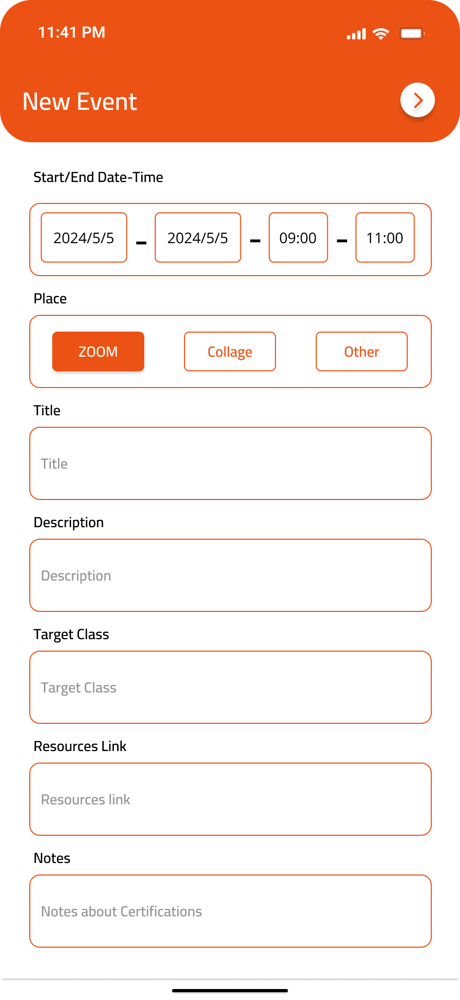 11:41 PM
New Event
Start/End Date-Time
2024/5/5 - 2024/5/5 - 09:00 - 11:00
Place
ZOOM Collage Other
Title
Title
Description
Description
Target Class
Target Class
Resources Link
Resources link
Notes
Notes about Certifications